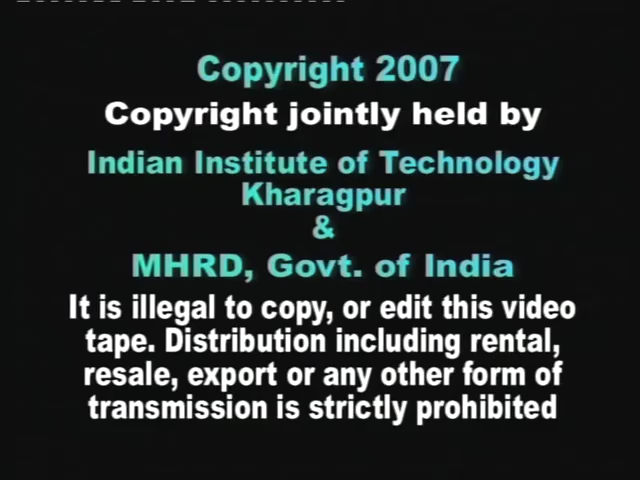 Copyright 2007
Copyright jointly held by
Indian Institute of Technology
Kharagpur
&
MHRD, Govt. of India
It is illegal to copy, or edit this video
tape. Distribution including rental,
resale, export or any other form of
transmission is strictly prohibited